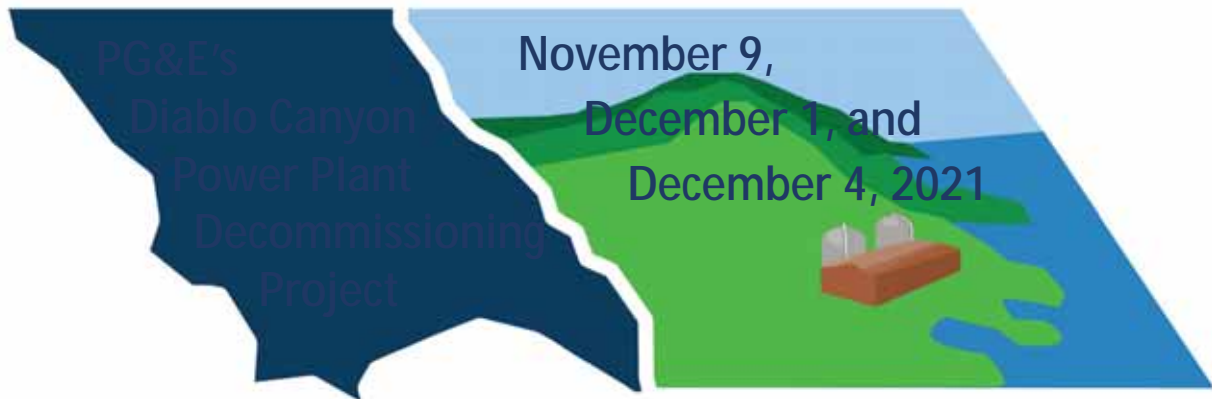 PG&E's
Diablo Canyon
Power Plant
Decommissioning
Project
November 9,
December 1, and
December 4, 2021